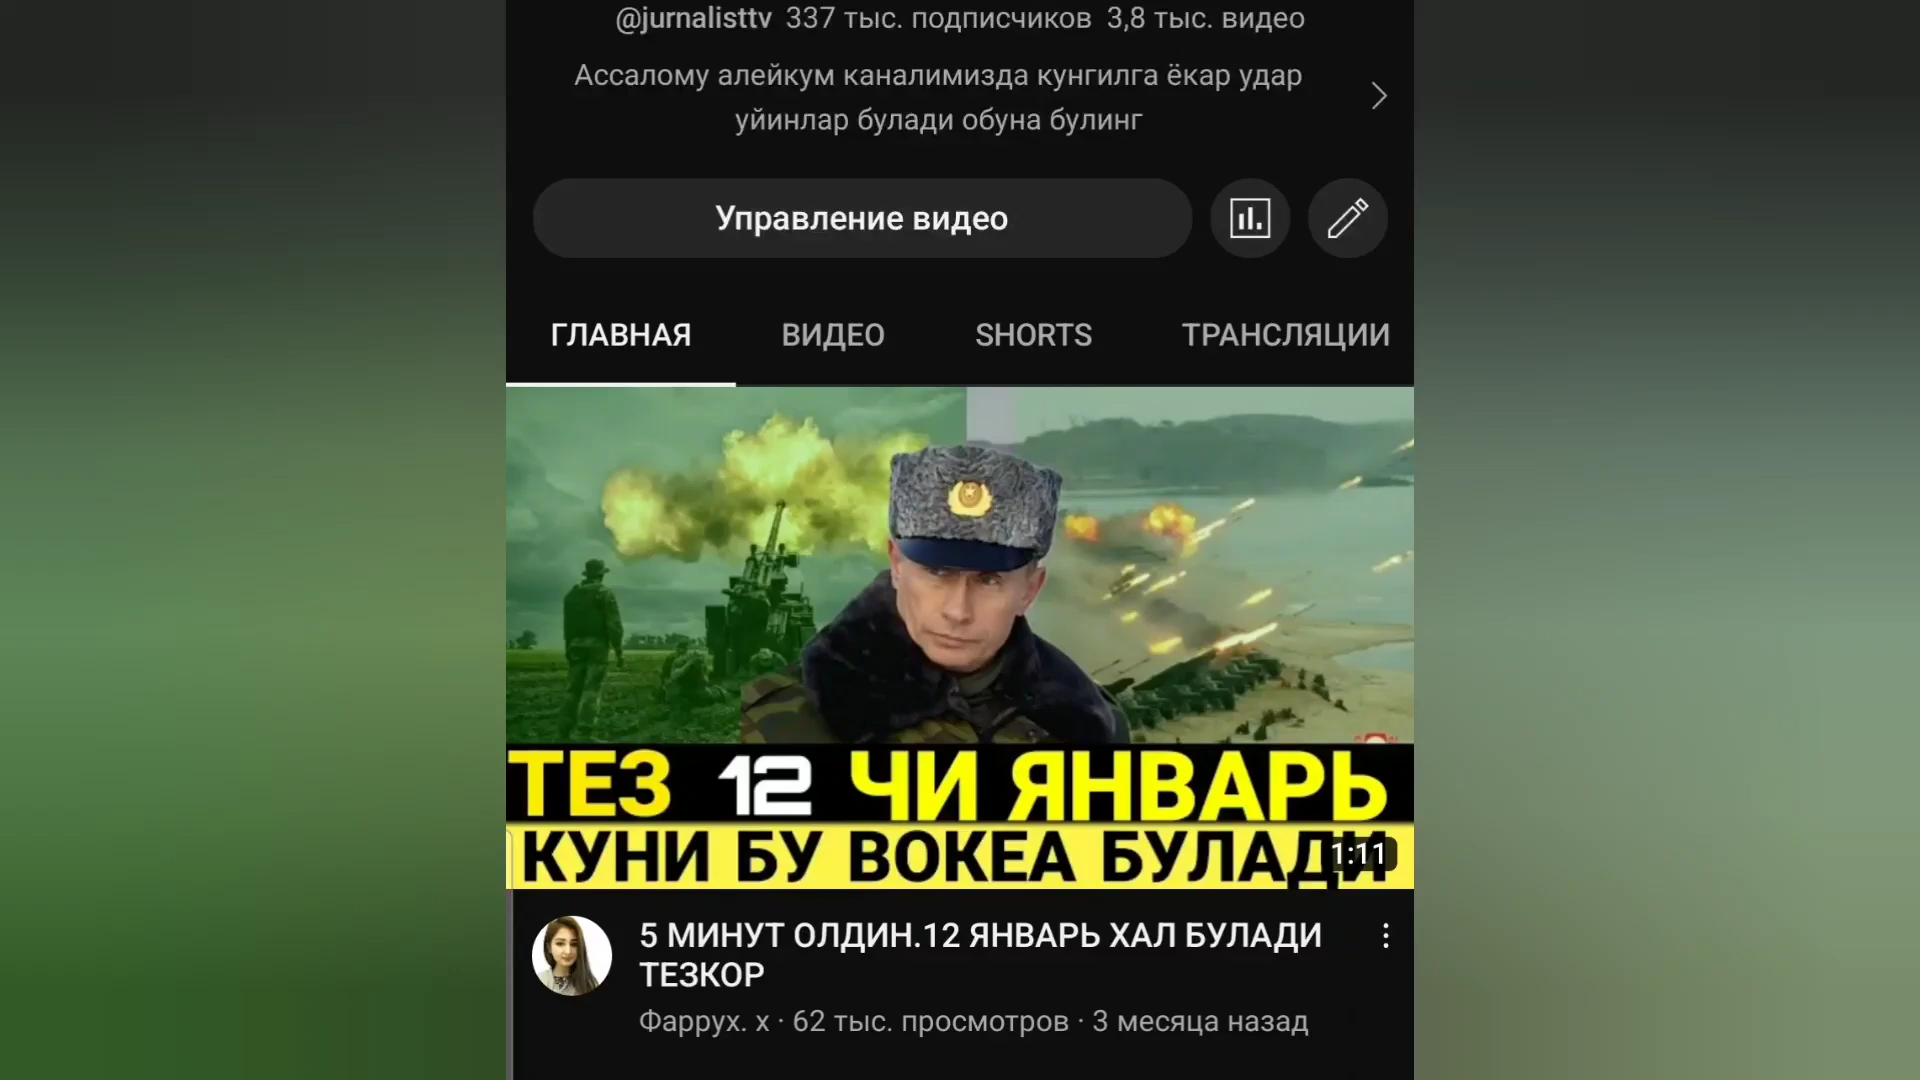 @jurnalisttv 337 тыс. подписчиков 3,8 тыс. видео
Ассалому алейкум каналимизда кунгилга ёкар удар
уйинлар булади обуна булинг
Управление видео
ГЛАВНАЯ ВИДЕО SHORTS ТРАНСЛЯЦИИ
ТЕЗ 12 ЧИ ЯНВАРЬ
КУНИ БУ ВОКЕА БУЛАДИ
1:11
5 МИНУТ ОЛДИН.12 ЯНВАРЬ ХАЛ БУЛАДИ
ТЕЗКОР
Фаррух. х · 62 тыс. просмотров · 3 месяца назад